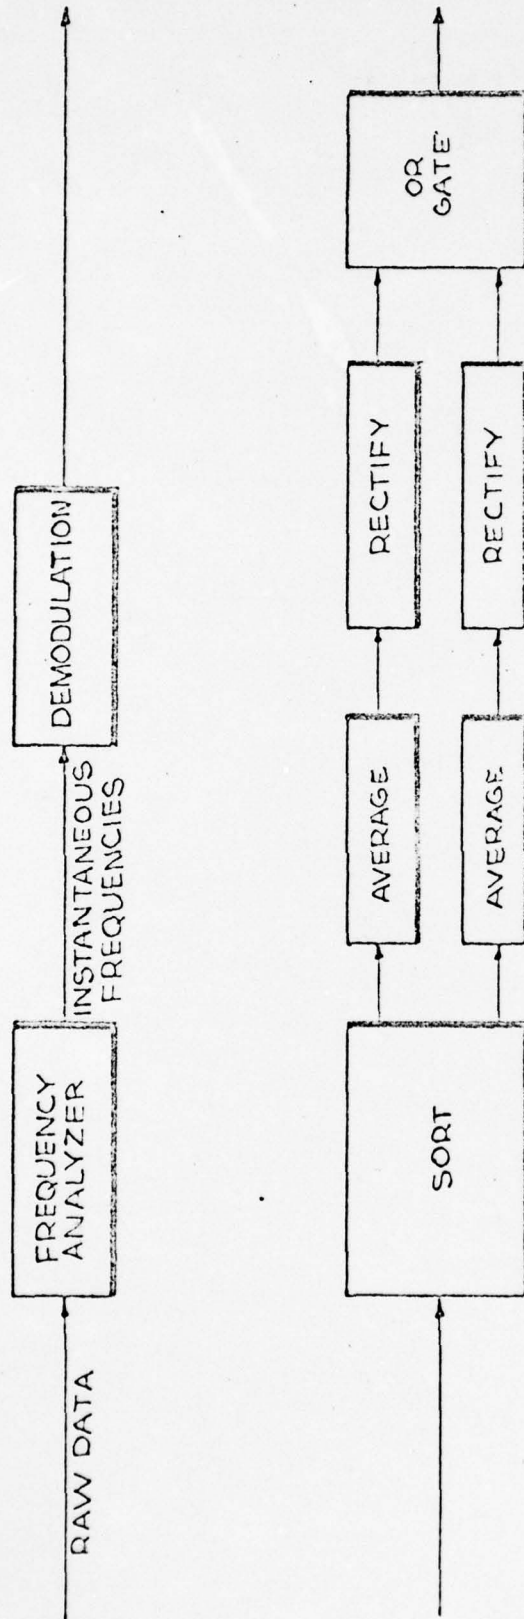 RAW DATA
FREQUENCY
ANALYZER
INSTANTANEOUS
FREQUENCIES
DEMODULATION
SORT
AVERAGE
RECTIFY
AVERAGE
RECTIFY
OR
GATE